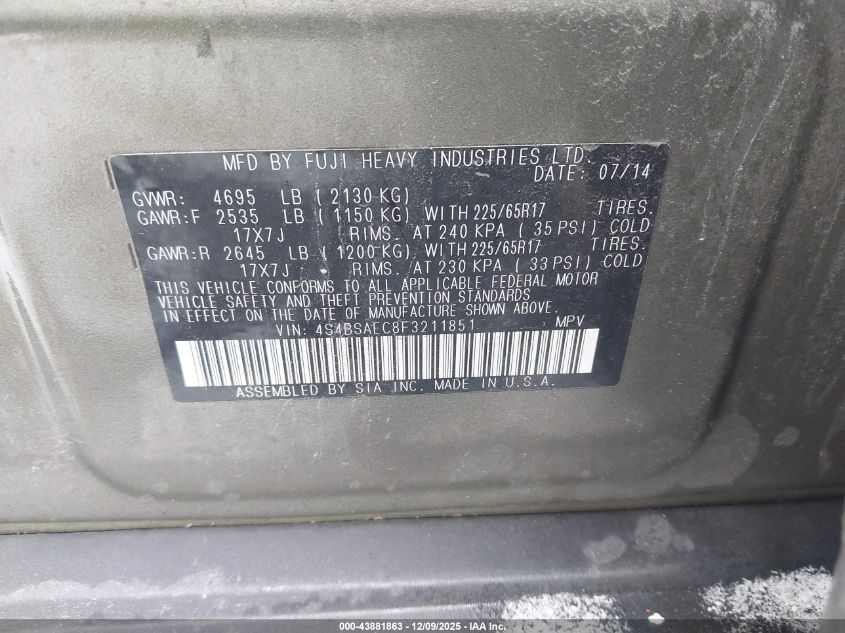 MFD BY FUJI HEAVY INDUSTRIES LTD.
DATE: 07/14
GVWR: 4695 LB (2130 KG)
GAWR:F 2535 LB (1150 KG) WITH 225/65R17 TIRES.
17X7J RIMS. AT 240 KPA (35 PSI) COLD
GAWR:R 2645 LB (1200 KG) WITH 225/65R17 TIRES.
17X7J RIMS. AT 230 KPA (33 PSI) COLD
THIS VEHICLE CONFORMS TO ALL APPLICABLE FEDERAL MOTOR
VEHICLE SAFETY AND THEFT PREVENTION STANDARDS
IN EFFECT ON THE DATE OF MANUFACTURE SHOWN ABOVE.
VIN: 4S4BSAEC8F3211851 MPV
ASSEMBLED BY SIA INC. MADE IN U.S.A.
000-43881863 - 12/09/2025 - IAA Inc.